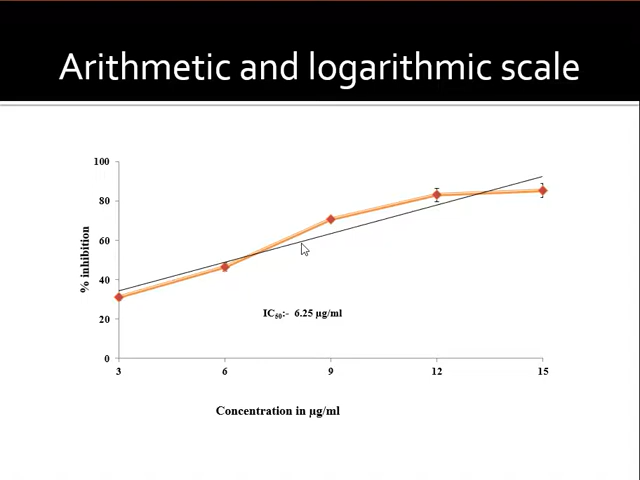 Arithmetic and logarithmic scale
100
80
60
40
20
0
% inhibition
IC₅₀:- 6.25 µg/ml
3 6 9 12 15
Concentration in µg/ml